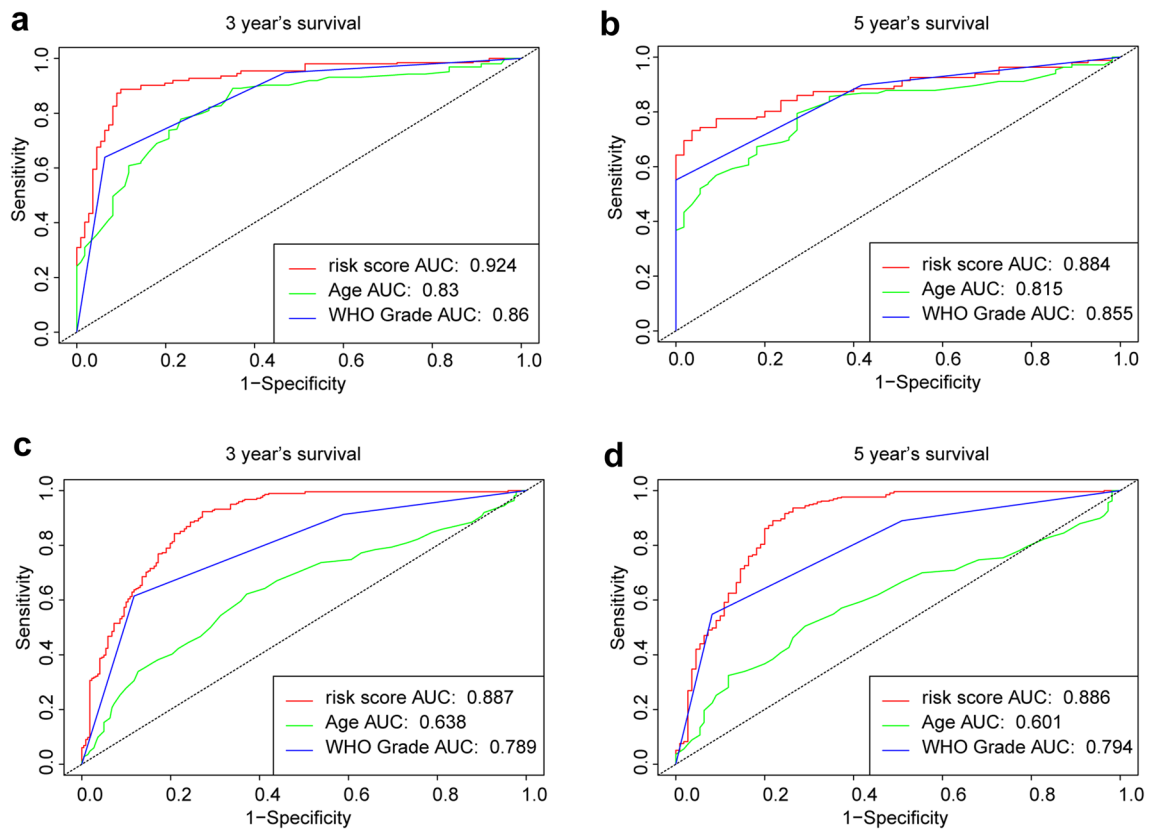 a
3 year’s survival
Sensitivity
0.0 0.2 0.4 0.6 0.8 1.0
risk score AUC: 0.924
Age AUC: 0.83
WHO Grade AUC: 0.86
0.0 0.2 0.4 0.6 0.8 1.0
1−Specificity
b
5 year’s survival
Sensitivity
0.0 0.2 0.4 0.6 0.8 1.0
risk score AUC: 0.884
Age AUC: 0.815
WHO Grade AUC: 0.855
0.0 0.2 0.4 0.6 0.8 1.0
1−Specificity
c
3 year’s survival
Sensitivity
0.0 0.2 0.4 0.6 0.8 1.0
risk score AUC: 0.887
Age AUC: 0.638
WHO Grade AUC: 0.789
0.0 0.2 0.4 0.6 0.8 1.0
1−Specificity
d
5 year’s survival
Sensitivity
0.0 0.2 0.4 0.6 0.8 1.0
risk score AUC: 0.886
Age AUC: 0.601
WHO Grade AUC: 0.794
0.0 0.2 0.4 0.6 0.8 1.0
1−Specificity